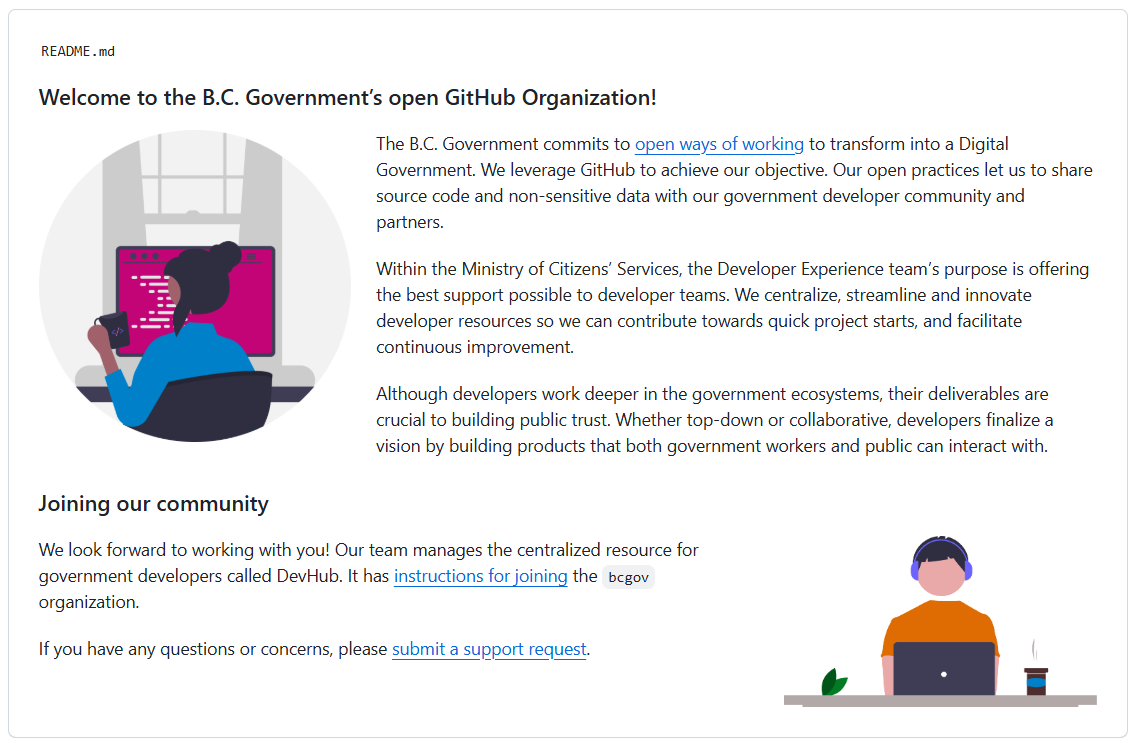 README.md
Welcome to the B.C. Government’s open GitHub Organization!
The B.C. Government commits to open ways of working to transform into a Digital
Government. We leverage GitHub to achieve our objective. Our open practices let us to share
source code and non-sensitive data with our government developer community and
partners.
Within the Ministry of Citizens’ Services, the Developer Experience team’s purpose is offering
the best support possible to developer teams. We centralize, streamline and innovate
developer resources so we can contribute towards quick project starts, and facilitate
continuous improvement.
Although developers work deeper in the government ecosystems, their deliverables are
crucial to building public trust. Whether top-down or collaborative, developers finalize a
vision by building products that both government workers and public can interact with.
Joining our community
We look forward to working with you! Our team manages the centralized resource for
government developers called DevHub. It has instructions for joining the bcgov
organization.
If you have any questions or concerns, please submit a support request.